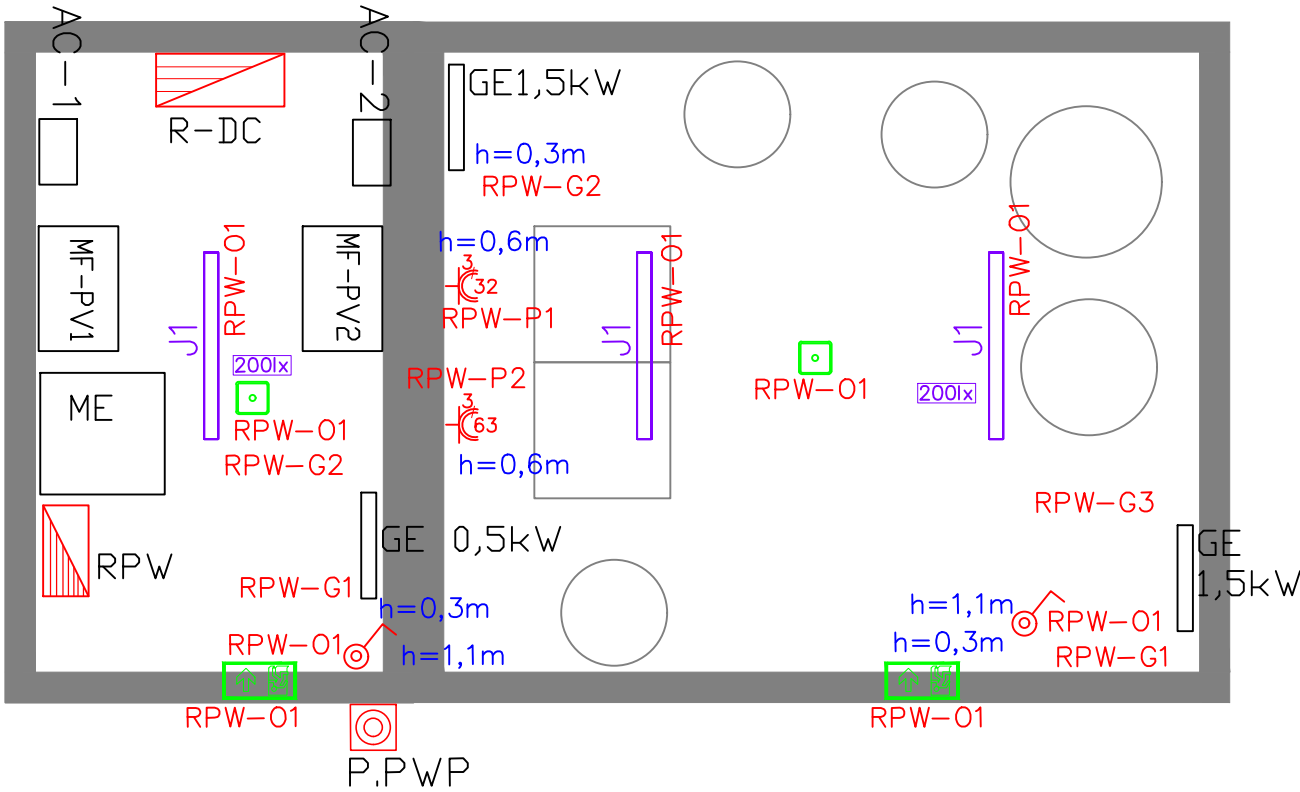 AC-1
AC-2
R-DC
GE1,5kW
h=0,3m
RPW-G2
MF-PV1
RPW-O1
MF-PV2
h=0,6m
3
32
RPW-P1
J1
RPW-O1
J1
RPW-O1
J1
200lx
RPW-P2
3
63
h=0,6m
RPW-O1
200lx
ME
RPW-O1
RPW-G2
RPW-G3
RPW
GE 0,5kW
GE
1,5kW
RPW-G1
h=0,3m
h=1,1m
RPW-O1
RPW-O1
h=1,1m
h=0,3m
RPW-G1
RPW-O1
RPW-O1
P.PWP